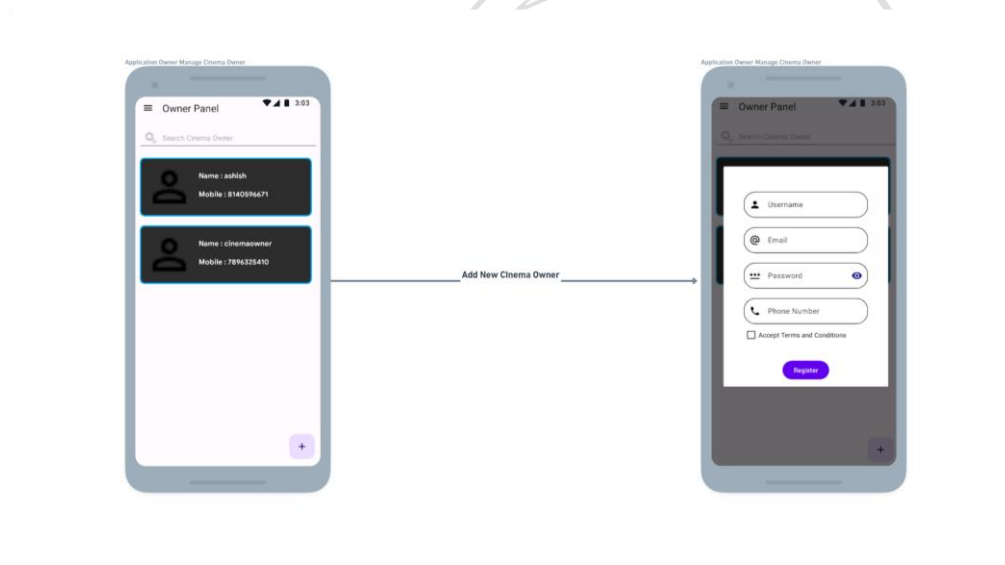 Application Owner Manage Cinema Owner
3:03
Owner Panel
Search Cinema Owner
Name : ashish
Mobile : 8140596671
Name : cinemaowner
Mobile : 7896325410
+
Add New Cinema Owner
Application Owner Manage Cinema Owner
3:03
Owner Panel
Search Cinema Owner
Username
@ Email
*** Password
Phone Number
Accept Terms and Conditions
Register
+